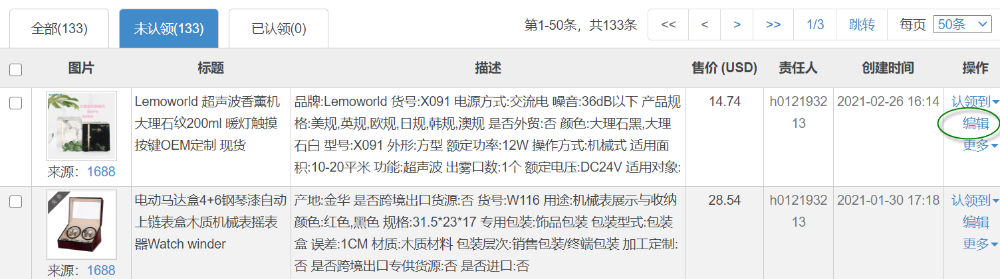 全部(133) 未认领(133) 已认领(0) 第1-50条，共133条 << < > >> 1/3 跳转 每页 50条
图片 标题 描述 售价 (USD) 责任人 创建时间 操作
Lemoworld 超声波香薰机
大理石纹200ml 暖灯触摸
按键OEM定制 现货
品牌:Lemoworld 货号:X091 电源方式:交流电 噪音:36dB以下 产品规
格:美规,英规,欧规,日规,韩规,澳规 是否外贸:否 颜色:大理石黑,大理
石白 型号:X091 外形:方型 额定功率:12W 操作方式:机械式 适用面
积:10-20平米 功能:超声波 出雾口数:1个 额定电压:DC24V 适用对象:
14.74
h0121932
13
2021-02-26 16:14
认领到
编辑
更多
来源：1688
电动马达盒4+6钢琴漆自动
上链表盒木质机械表摇表
器Watch winder
产地:金华 是否跨境出口货源:否 货号:W116 用途:机械表展示与收纳
颜色:红色,黑色 规格:31.5*23*17 专用包装:饰品包装 包装型式:包装
盒 误差:1CM 材质:木质材料 包装层次:销售包装/终端包装 加工定制:
否 是否跨境出口专供货源:否 是否进口:否
28.54
h0121932
13
2021-01-30 17:18
认领到
编辑
更多
来源：1688